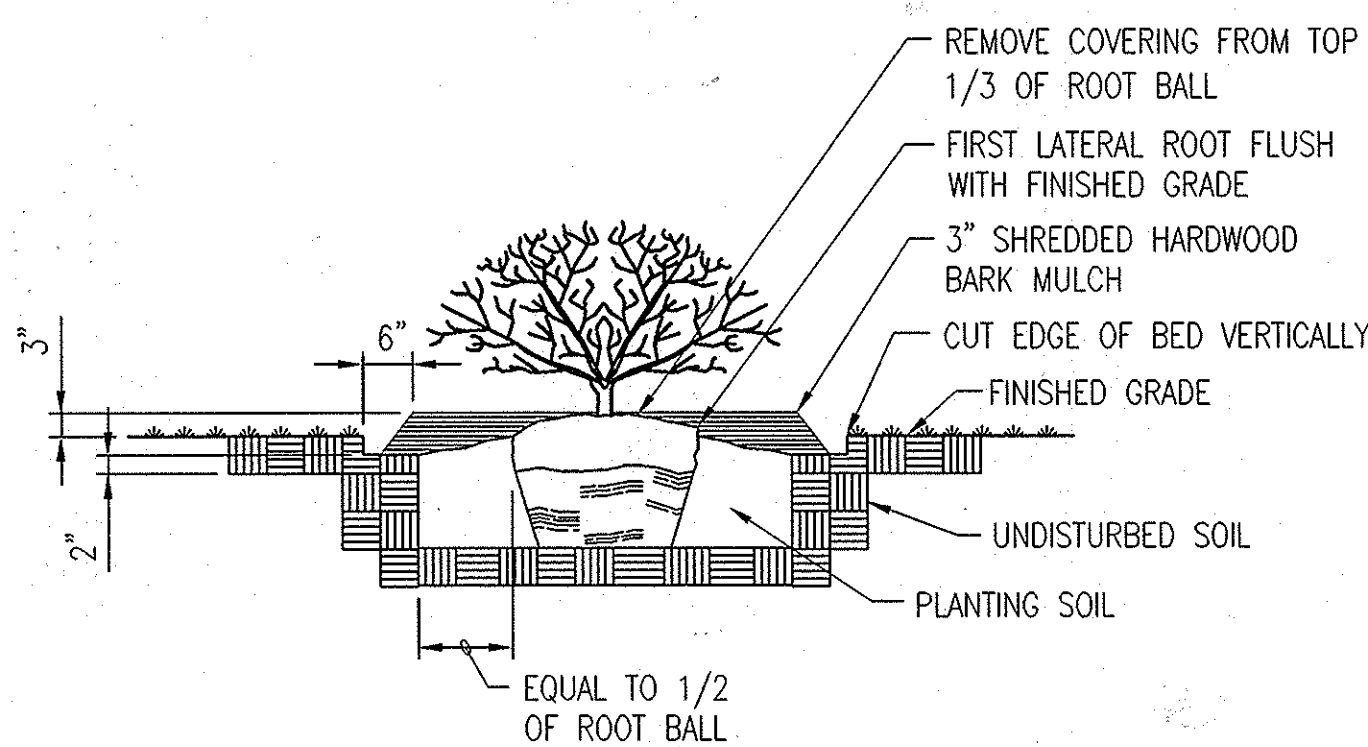 REMOVE COVERING FROM TOP
1/3 OF ROOT BALL
FIRST LATERAL ROOT FLUSH
WITH FINISHED GRADE
3" SHREDDED HARDWOOD
BARK MULCH
CUT EDGE OF BED VERTICALLY
FINISHED GRADE
3"
6"
2"
UNDISTURBED SOIL
PLANTING SOIL
EQUAL TO 1/2
OF ROOT BALL